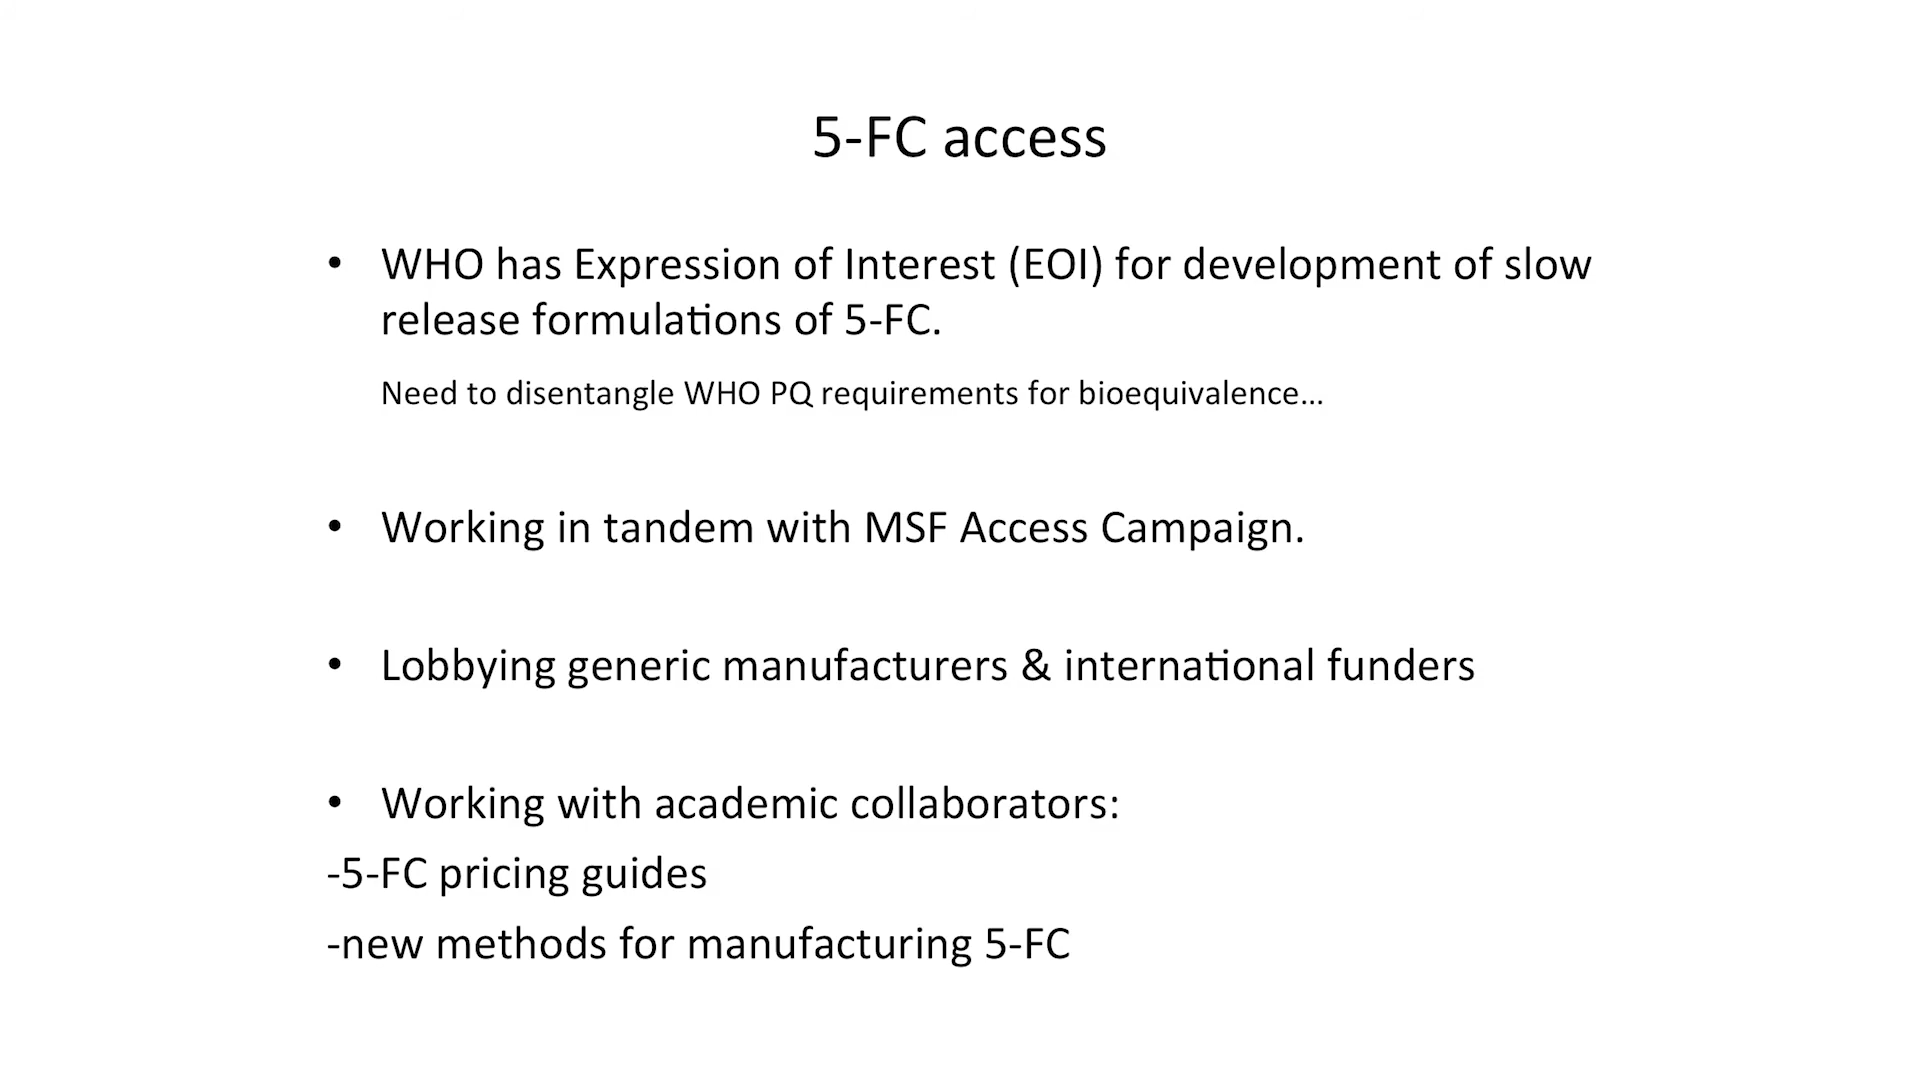 5-FC access
• WHO has Expression of Interest (EOI) for development of slow
release formulations of 5-FC.
Need to disentangle WHO PQ requirements for bioequivalence...
• Working in tandem with MSF Access Campaign.
• Lobbying generic manufacturers & international funders
• Working with academic collaborators:
-5-FC pricing guides
-new methods for manufacturing 5-FC